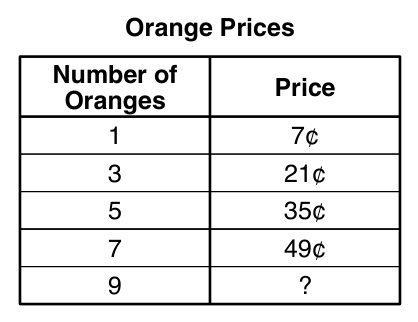 Orange Prices
Number of
Oranges
Price
1 7¢
3 21¢
5 35¢
7 49¢
9 ?